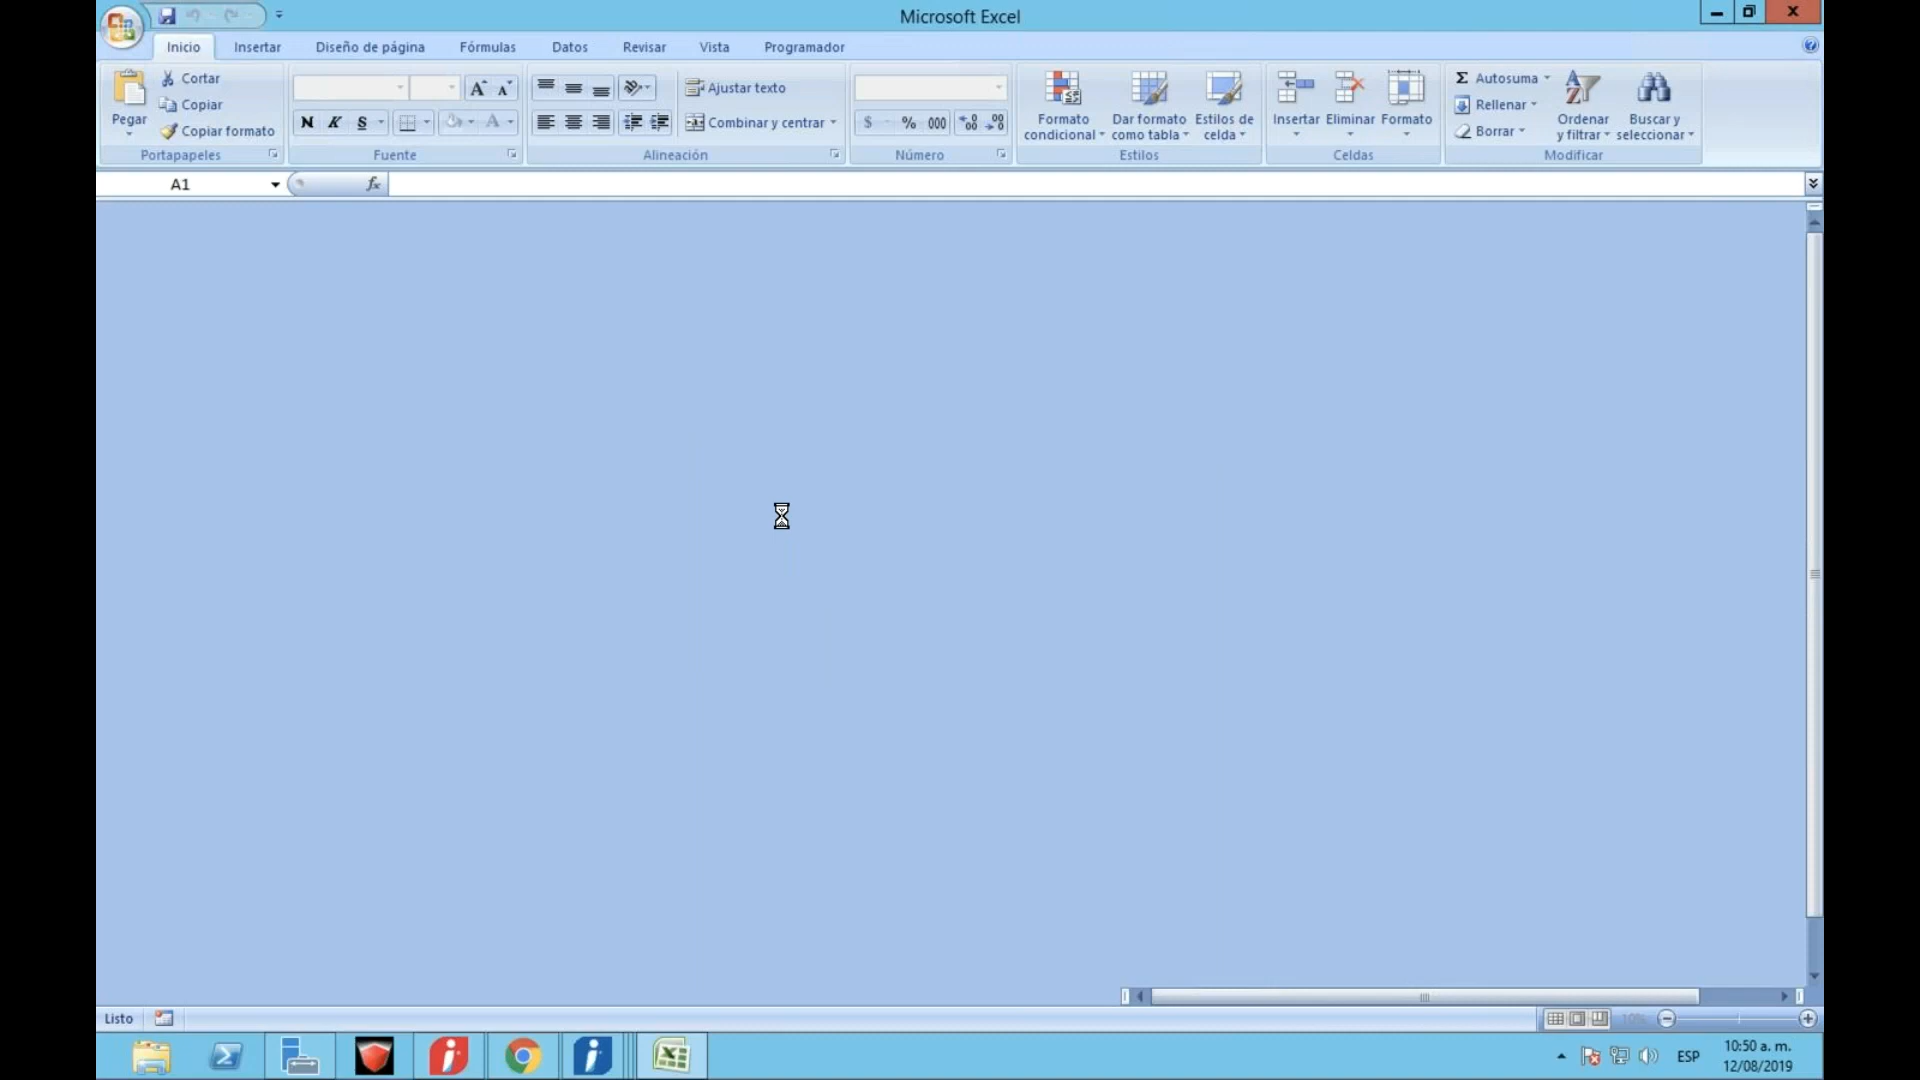 Microsoft Excel
Inicio Insertar Diseño de página Fórmulas Datos Revisar Vista Programador
Pegar
Cortar
Copiar
Copiar formato
Portapapeles
N K S
A A
A
Fuente
Ajustar texto
Combinar y centrar
Alineación
$ % 000
Número
Formato condicional
Dar formato como tabla
Estilos de celda
Estilos
Insertar Eliminar Formato
Celdas
Σ Autosuma
Rellenar
Borrar
Ordenar y filtrar
Buscar y seleccionar
Modificar
A1
fx
Listo
10%
ESP
10:50 a. m.
12/08/2019